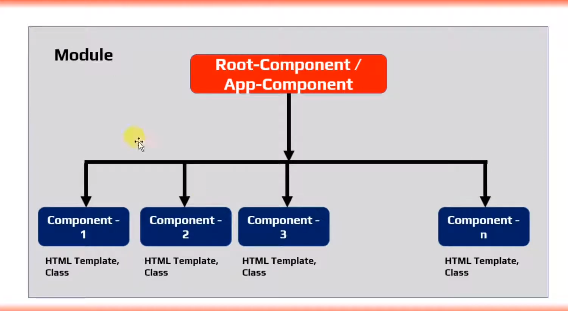 Module
Root-Component /
App-Component
Component -
1
Component -
2
Component -
3
Component -
n
HTML Template,
Class
HTML Template,
Class
HTML Template,
Class
HTML Template,
Class